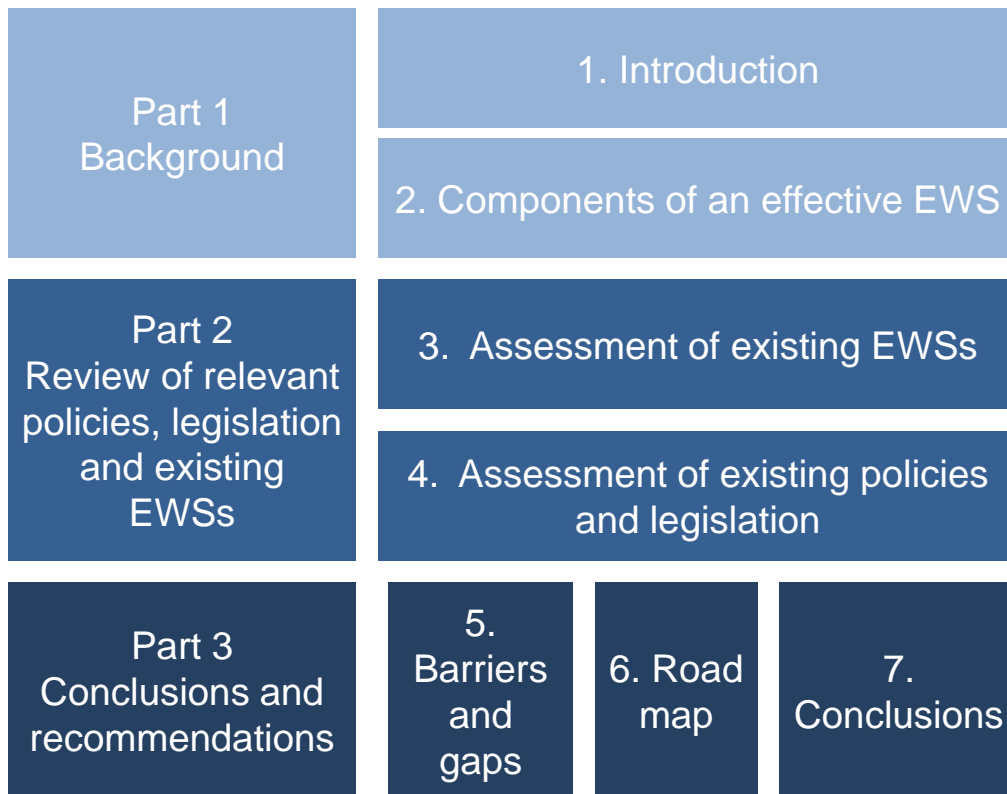 Part 1
Background
1. Introduction
2. Components of an effective EWS
Part 2
Review of relevant
policies, legislation
and existing
EWSs
3. Assessment of existing EWSs
4. Assessment of existing policies
and legislation
Part 3
Conclusions and
recommendations
5.
Barriers
and
gaps
6. Road
map
7.
Conclusions